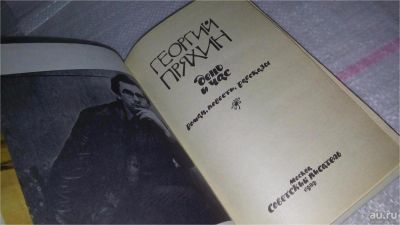 ГЕОРГИЙ
ПРЯХИН
День
и час
роман, повести, рассказы
Москва
Советский писатель
au.ru